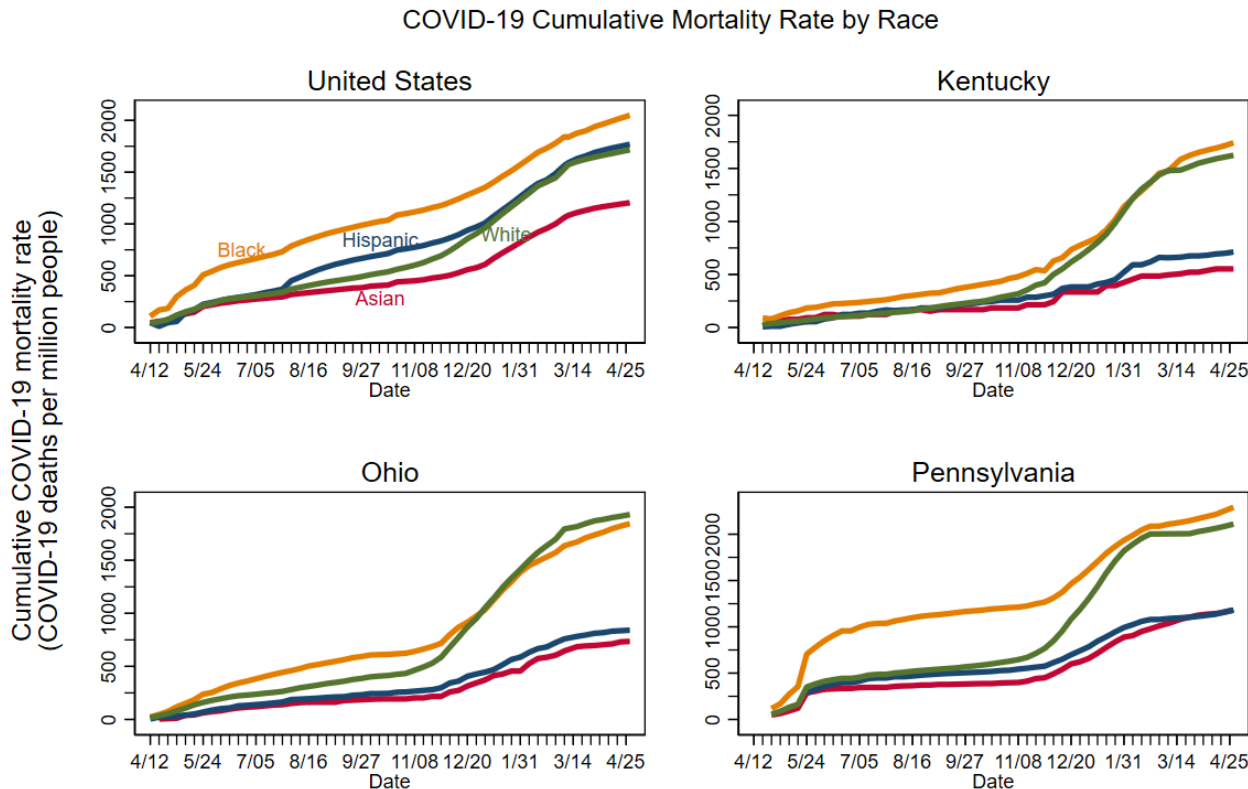 COVID-19 Cumulative Mortality Rate by Race
Cumulative COVID-19 mortality rate
(COVID-19 deaths per million people)
United States
2000
1500
1000
500
0
Black
Hispanic
White
Asian
4/12 5/24 7/05 8/16 9/27 11/08 12/20 1/31 3/14 4/25
Date
Kentucky
2000
1500
1000
500
0
4/12 5/24 7/05 8/16 9/27 11/08 12/20 1/31 3/14 4/25
Date
Ohio
2000
1500
1000
500
0
4/12 5/24 7/05 8/16 9/27 11/08 12/20 1/31 3/14 4/25
Date
Pennsylvania
2000
1500
1000
500
0
4/12 5/24 7/05 8/16 9/27 11/08 12/20 1/31 3/14 4/25
Date